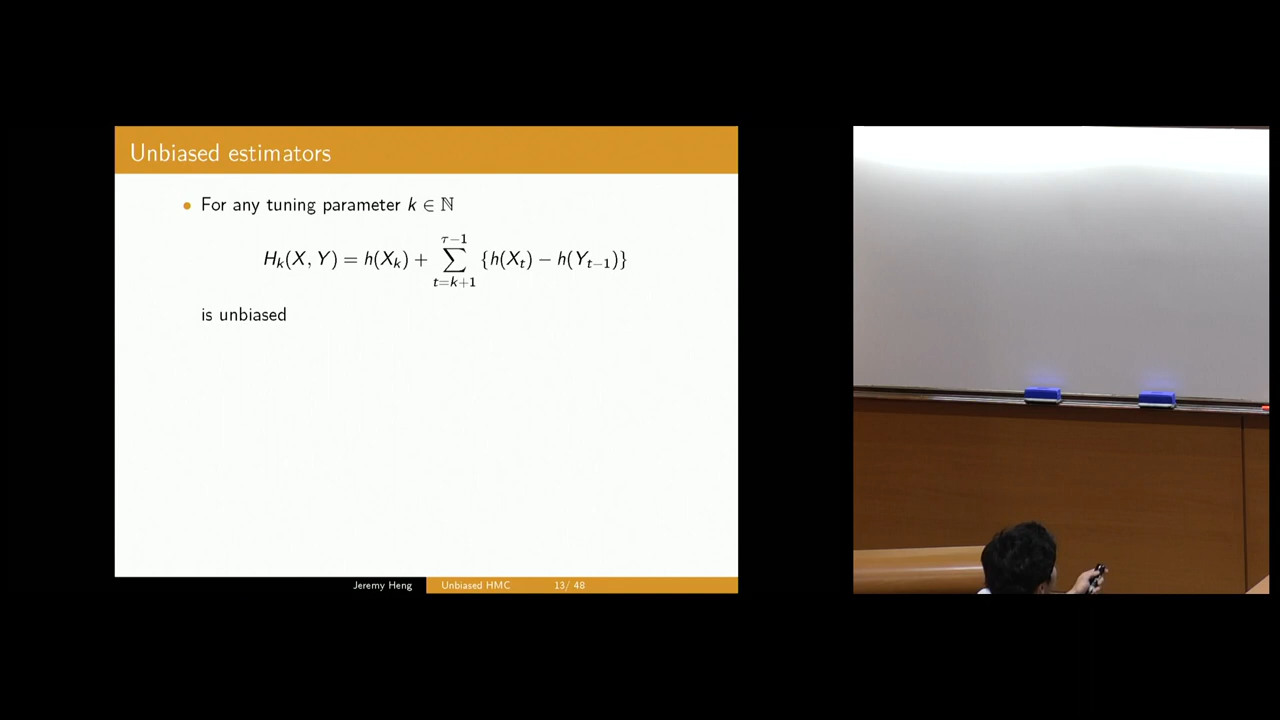 Unbiased estimators
• For any tuning parameter k ∈ ℕ
H_k(X, Y) = h(X_k) + ∑_{t=k+1}^{τ−1} {h(X_t) − h(Y_{t−1})}
is unbiased
Jeremy Heng Unbiased HMC 13/ 48